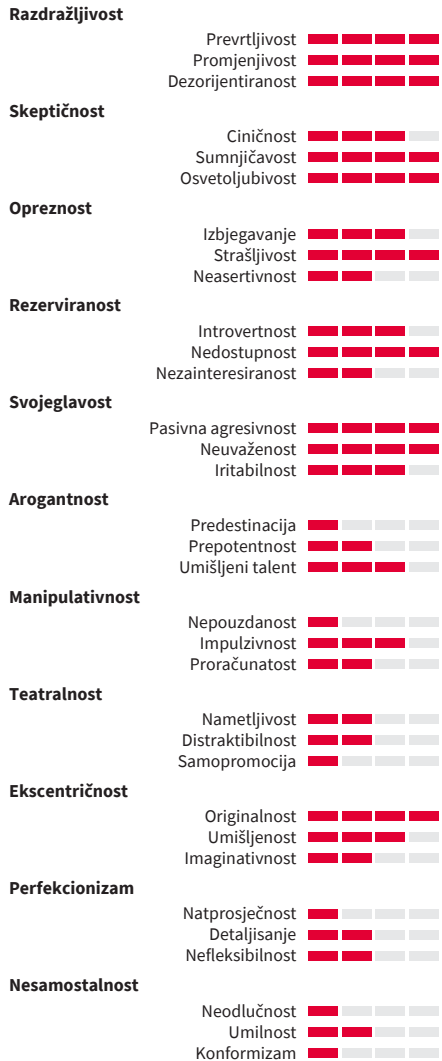 Razdražljivost
Prevrtljivost
Promjenjivost
Dezorijentiranost
Skeptičnost
Ciničnost
Sumnjičavost
Osvetoljubivost
Opreznost
Izbjegavanje
Strašljivost
Neasertivnost
Rezerviranost
Introvertnost
Nedostupnost
Nezainteresiranost
Svojeglavost
Pasivna agresivnost
Neuvaženost
Iritabilnost
Arogantnost
Predestinacija
Prepotentnost
Umišljeni talent
Manipulativnost
Nepouzdanost
Impulzivnost
Proračunatost
Teatralnost
Nametljivost
Distraktibilnost
Samopromocija
Ekscentričnost
Originalnost
Umišljenost
Imaginativnost
Perfekcionizam
Natprosječnost
Detaljisanje
Nefleksibilnost
Nesamostalnost
Neodlučnost
Umilnost
Konformizam